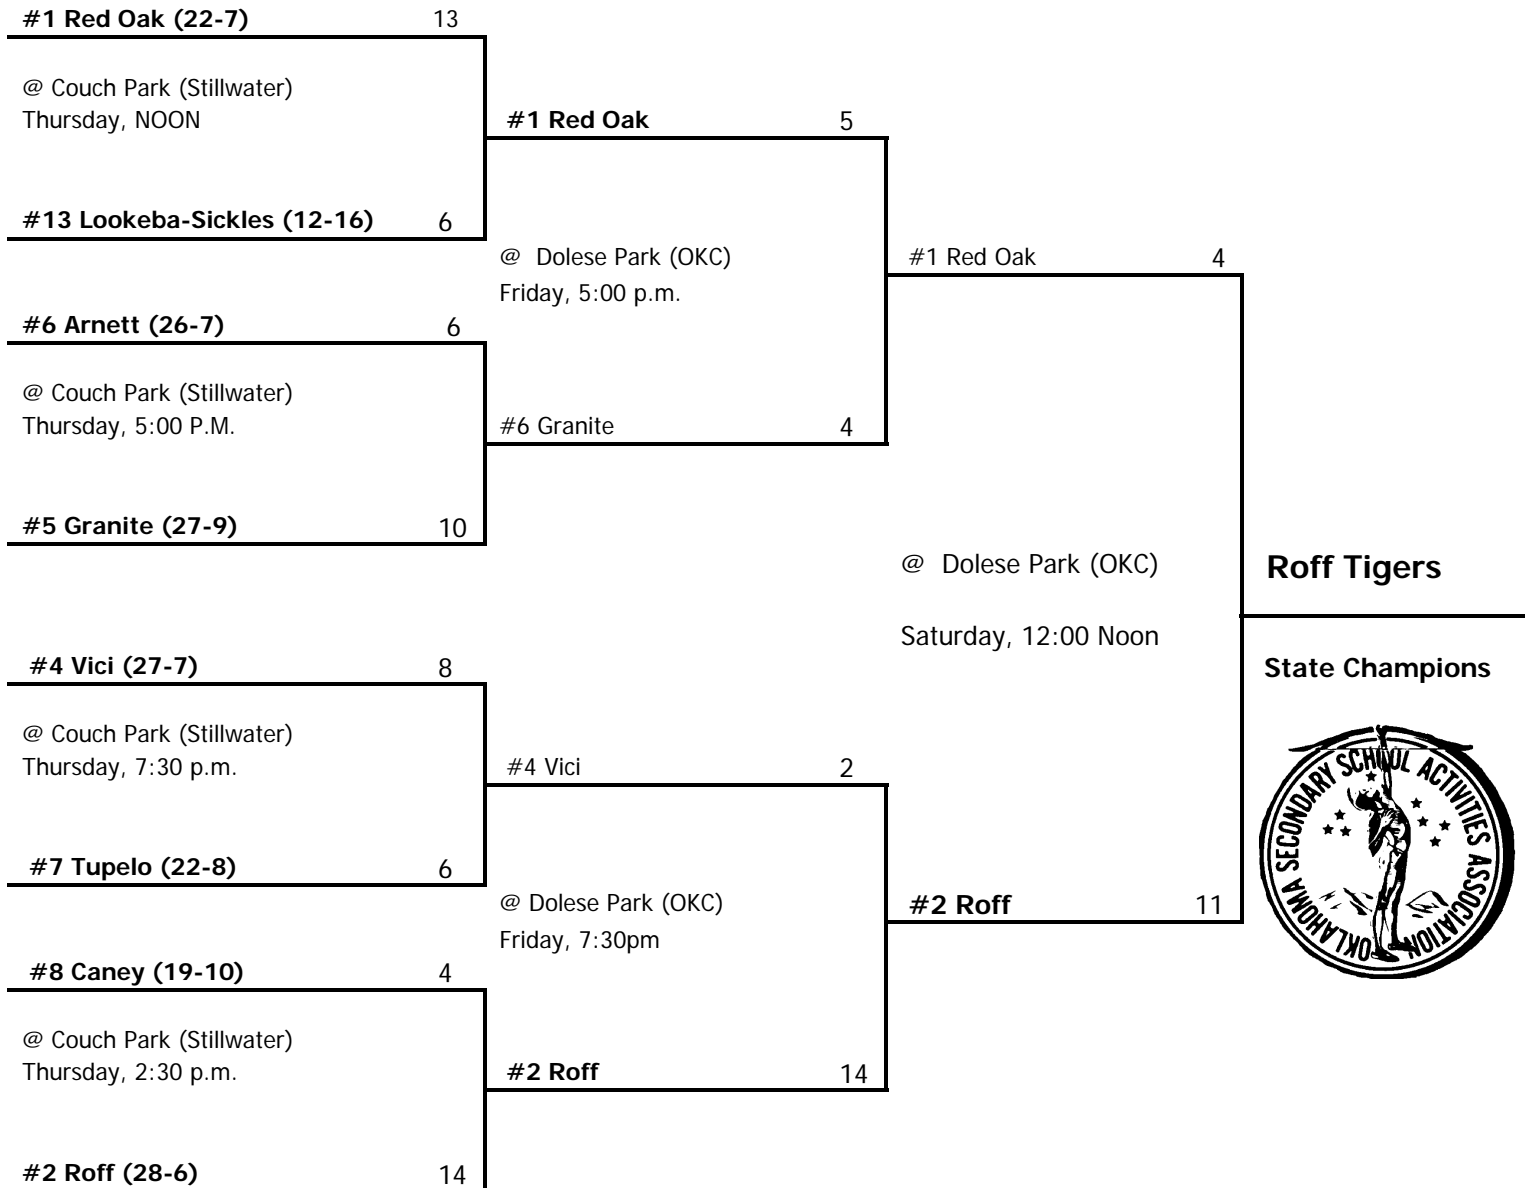 #1 Red Oak (22-7) 13
@ Couch Park (Stillwater)
Thursday, NOON
#13 Lookeba-Sickles (12-16) 6
#6 Arnett (26-7) 6
@ Couch Park (Stillwater)
Thursday, 5:00 P.M.
#5 Granite (27-9) 10
#4 Vici (27-7) 8
@ Couch Park (Stillwater)
Thursday, 7:30 p.m.
#7 Tupelo (22-8) 6
#8 Caney (19-10) 4
@ Couch Park (Stillwater)
Thursday, 2:30 p.m.
#2 Roff (28-6) 14
#1 Red Oak 5
@ Dolese Park (OKC)
Friday, 5:00 p.m.
#6 Granite 4
#4 Vici 2
@ Dolese Park (OKC)
Friday, 7:30pm
#2 Roff 14
#1 Red Oak 4
@ Dolese Park (OKC)
Saturday, 12:00 Noon
#2 Roff 11
Roff Tigers
State Champions
OKLAHOMA SECONDARY SCHOOL ACTIVITIES ASSOCIATION